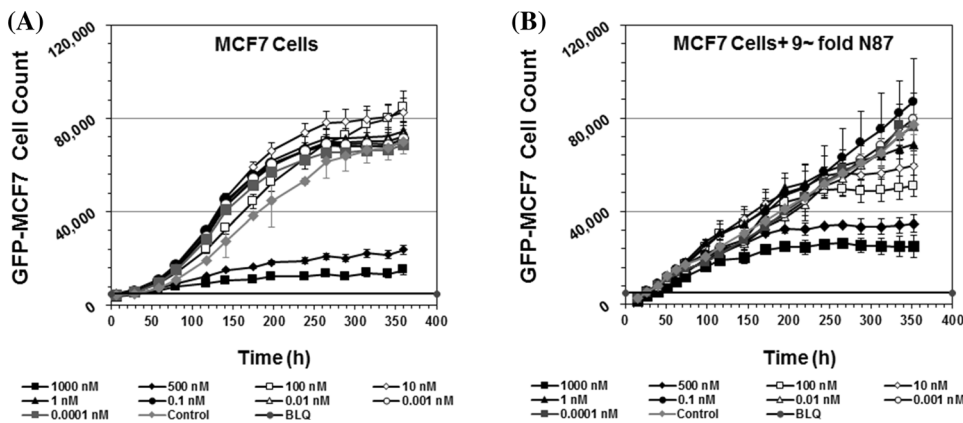 (A)
MCF7 Cells
GFP-MCF7 Cell Count
120,000
80,000
40,000
0
0 50 100 150 200 250 300 350 400
Time (h)
1000 nM 500 nM 100 nM 10 nM
1 nM 0.1 nM 0.01 nM 0.001 nM
0.0001 nM Control BLQ
(B)
MCF7 Cells+ 9~ fold N87
GFP-MCF7 Cell Count
120,000
80,000
40,000
0
0 50 100 150 200 250 300 350 400
Time (h)
1000 nM 500 nM 100 nM 10 nM
1 nM 0.1 nM 0.01 nM 0.001 nM
0.0001 nM Control BLQ